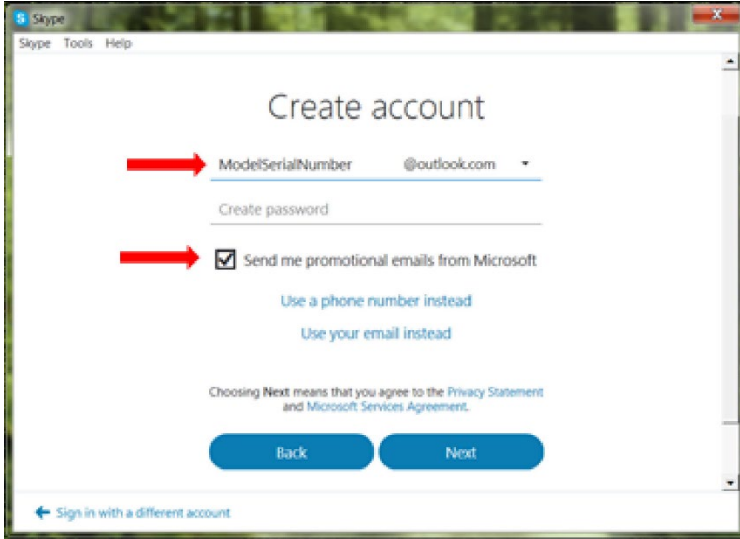 Skype
Skype Tools Help
Create account
ModelSerialNumber @outlook.com
Create password
Send me promotional emails from Microsoft
Use a phone number instead
Use your email instead
Choosing Next means that you agree to the Privacy Statement
and Microsoft Services Agreement.
Back Next
Sign in with a different account